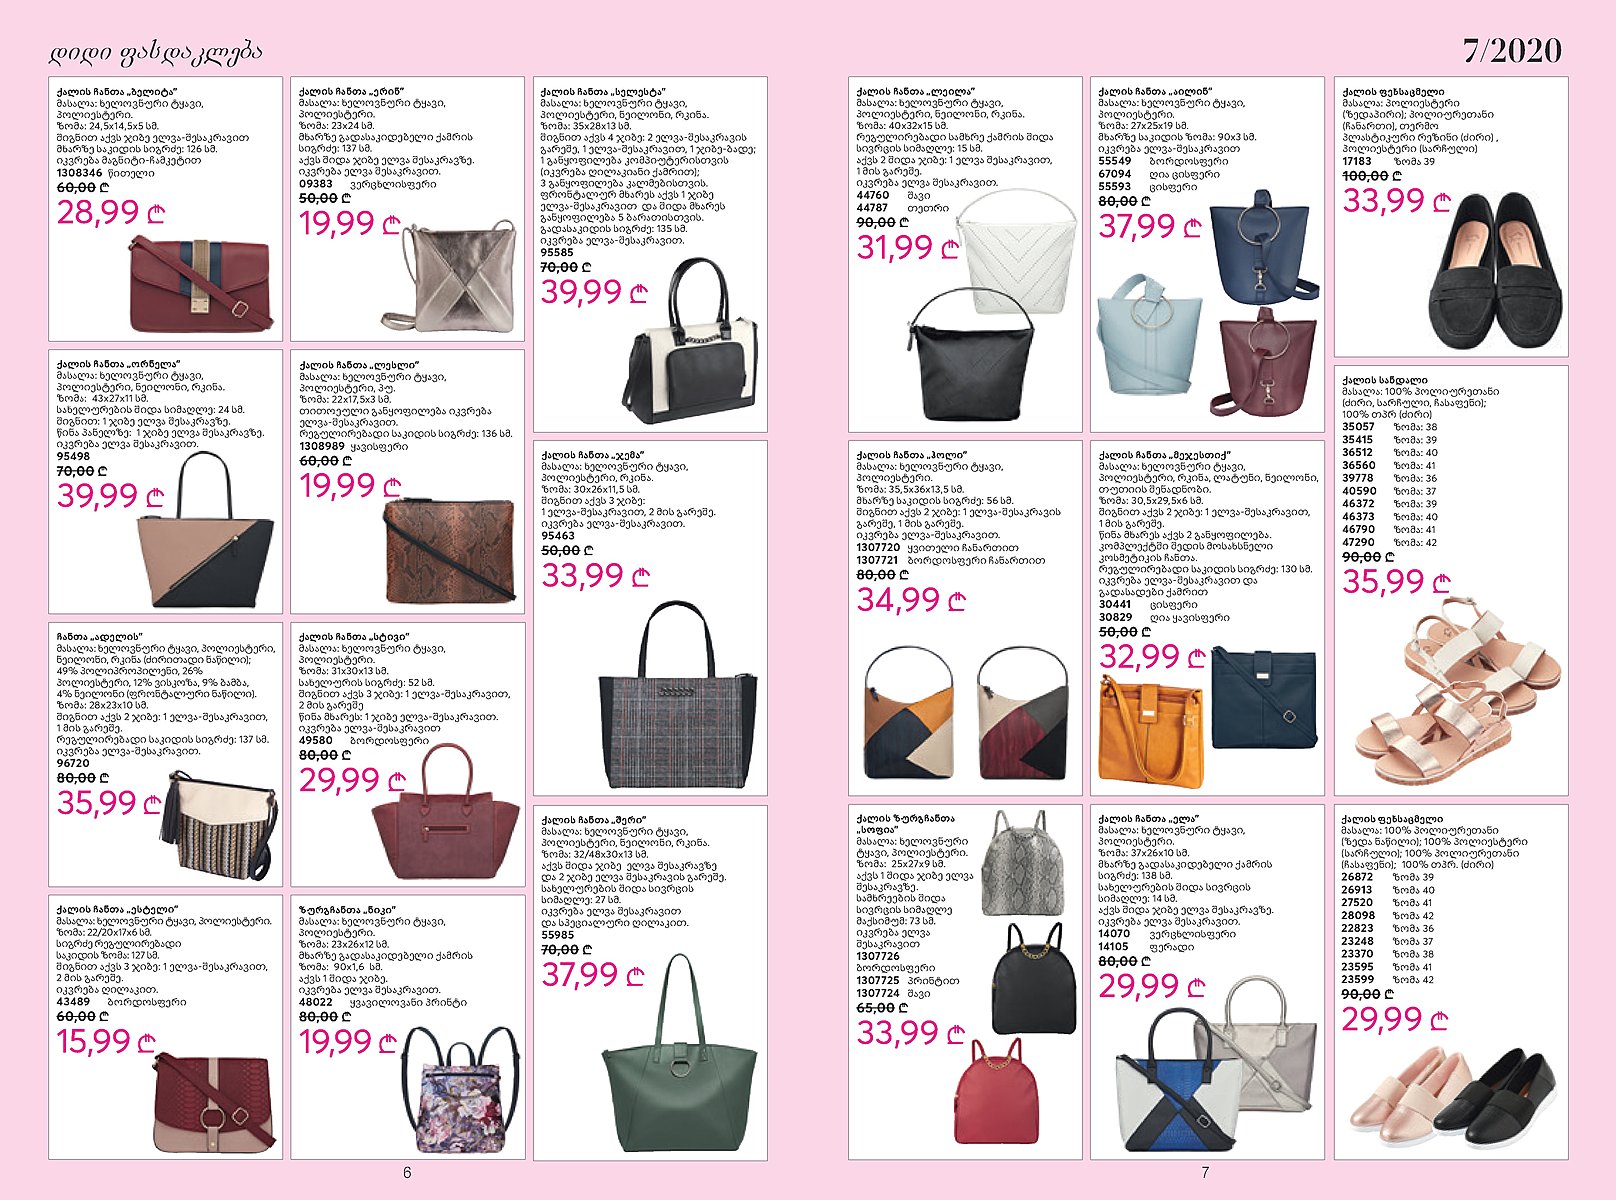 დიდი ფასდაკლება
7/2020
ქალის ჩანთა „ბელიტა”
მასალა: ხელოვნური ტყავი,
პოლიესტერი.
ზომა: 24,5x14,5x5 სმ.
შიგნით აქვს ჯიბე ელვა-შესაკრავით
მხარზე საკიდის სიგრძე: 126 სმ.
იკვრება მაგნიტი-ჩამკეტით
1308346 წითელი
60,00 ₾
28,99 ₾
ქალის ჩანთა „ერინ”
მასალა: ხელოვნური ტყავი,
პოლიესტერი.
ზომა: 23x24 სმ.
მხარზე გადასაკიდებელი ქამრის
სიგრძე: 137 სმ.
აქვს შიდა ჯიბე ელვა შესაკრავზე.
იკვრება ელვა შესაკრავით.
09383 ვერცხლისფერი
50,00 ₾
19,99 ₾
ქალის ჩანთა „სელესტა”
მასალა: ხელოვნური ტყავი,
პოლიესტერი, ნეილონი, რკინა.
ზომა: 35x28x13 სმ.
შიგნით აქვს 4 ჯიბე: 2 ელვა-შესაკრავის
გარეშე, 1 ელვა-შესაკრავით, 1 ჯიბე-ბადე;
1 განყოფილება კომპიუტერისთვის
(იკვრება ღილაკიანი ქამრით);
3 განყოფილება კალმებისთვის.
ფრონტალურ მხარეს აქვს 1 ჯიბე
ელვა-შესაკრავით და შიდა მხარეს
განყოფილება 5 ბარათისთვის.
გადასაკიდის სიგრძე: 135 სმ.
იკვრება ელვა-შესაკრავით.
95585
70,00 ₾
39,99 ₾
ქალის ჩანთა „ორნელა”
მასალა: ხელოვნური ტყავი,
პოლიესტერი, ნეილონი, რკინა.
ზომა: 43x27x11 სმ.
სახელურების შიდა სიმაღლე: 24 სმ.
შიგნით: 1 ჯიბე ელვა შესაკრავზე.
წინა პანელზე: 1 ჯიბე ელვა შესაკრავზე.
იკვრება ელვა შესაკრავით.
95498
70,00 ₾
39,99 ₾
ქალის ჩანთა „ლესლი”
მასალა: ხელოვნური ტყავი,
პოლიესტერი, პუ.
ზომა: 22x17,5x3 სმ.
თითოეული განყოფილება იკვრება
ელვა-შესაკრავით.
რეგულირებადი საკიდის სიგრძე: 136 სმ.
1308989 ყავისფერი
60,00 ₾
19,99 ₾
ქალის ჩანთა „ჯემა”
მასალა: ხელოვნური ტყავი,
პოლიესტერი, რკინა.
ზომა: 30x26x11,5 სმ.
შიგნით აქვს 3 ჯიბე:
1 ელვა-შესაკრავით, 2 მის გარეშე.
იკვრება ელვა-შესაკრავით.
95463
50,00 ₾
33,99 ₾
ჩანთა „ადელის”
მასალა: ხელოვნური ტყავი, პოლიესტერი,
ნეილონი, რკინა (ძირითადი ნაწილი);
49% პოლიპროპილენი, 26%
პოლიესტერი, 12% ვისკოზა, 9% ბამბა,
4% ნეილონი (ფრონტალური ნაწილი).
ზომა: 28x23x10 სმ.
შიგნით აქვს 2 ჯიბე: 1 ელვა-შესაკრავით,
1 მის გარეშე.
რეგულირებადი საკიდის სიგრძე: 137 სმ.
იკვრება ელვა-შესაკრავით.
96720
80,00 ₾
35,99 ₾
ქალის ჩანთა „სტივი”
მასალა: ხელოვნური ტყავი,
პოლიესტერი.
ზომა: 31x30x13 სმ.
სახელურის სიგრძე: 52 სმ.
შიგნით აქვს 3 ჯიბე: 1 ელვა-შესაკრავით,
2 მის გარეშე
წინა მხარეს: 1 ჯიბე ელვა-შესაკრავით.
იკვრება ელვა-შესაკრავით
49580 ბორდოსფერი
80,00 ₾
29,99 ₾
ქალის ჩანთა „შერი”
მასალა: ხელოვნური ტყავი,
პოლიესტერი, ნეილონი, რკინა.
ზომა: 32/48x30x13 სმ.
აქვს შიდა ჯიბე ელვა შესაკრავზე
და 2 ჯიბე ელვა შესაკრავის გარეშე.
სახელურების შიდა სივრცის
სიმაღლე: 27 სმ.
იკვრება ელვა შესაკრავით
და სპეციალური ღილაკით.
55985
70,00 ₾
37,99 ₾
ქალის ჩანთა „ესტელი”
მასალა: ხელოვნური ტყავი, პოლიესტერი.
ზომა: 22/20x17x6 სმ.
სიგრძე რეგულირებადი
საკიდის ზომა: 127 სმ.
შიგნით აქვს 3 ჯიბე: 1 ელვა-შესაკრავით,
2 მის გარეშე.
იკვრება ღილაკით.
43489 ბორდოსფერი
60,00 ₾
15,99 ₾
ზურგჩანთა „ნიკი”
მასალა: ხელოვნური ტყავი,
პოლიესტერი.
ზომა: 23x26x12 სმ.
მხარზე გადასაკიდებელი ქამრის
ზომა: 90x1,6 სმ.
აქვს 1 შიდა ჯიბე.
იკვრება ელვა შესაკრავით.
48022 ყვავილოვანი პრინტი
80,00 ₾
19,99 ₾
6
ქალის ჩანთა „ლეილა”
მასალა: ხელოვნური ტყავი,
პოლიესტერი, ნეილონი, რკინა.
ზომა: 40x32x15 სმ.
რეგულირებადი სამხრე ქამრის შიდა
სივრცის სიმაღლე: 15 სმ.
აქვს 2 შიდა ჯიბე: 1 ელვა შესაკრავით,
1 მის გარეშე.
იკვრება ელვა შესაკრავით.
44760 შავი
44787 თეთრი
90,00 ₾
31,99 ₾
ქალის ჩანთა „აილინ”
მასალა: ხელოვნური ტყავი,
პოლიესტერი.
ზომა: 27x25x19 სმ.
მხარზე საკიდის ზომა: 90x3 სმ.
იკვრება ელვა შესაკრავით
55549 ბორდოსფერი
67094 ღია ცისფერი
55593 ცისფერი
80,00 ₾
37,99 ₾
ქალის ფეხსაცმელი
მასალა: პოლიესტერი
(ზედაპირი); პოლიურეთანი
(ჩანართი), თერმო
პლასტიკური რეზინი (ძირი) ,
პოლიესტერი (სარჩული)
17183 ზომა 39
100,00 ₾
33,99 ₾
ქალის სანდალი
მასალა: 100% პოლიურეთანი
(ძირი, სარჩული, ჩასაფენი);
100% თპრ (ძირი)
35057 ზომა: 38
35415 ზომა: 39
36512 ზომა: 40
36560 ზომა: 41
39778 ზომა: 36
40590 ზომა: 37
46372 ზომა: 39
46373 ზომა: 40
46790 ზომა: 41
47290 ზომა: 42
90,00 ₾
35,99 ₾
ქალის ჩანთა „პოლი”
მასალა: ხელოვნური ტყავი,
პოლიესტერი.
ზომა: 35,5x36x13,5 სმ.
მხარზე საკიდის სიგრძე: 56 სმ.
შიგნით აქვს 2 ჯიბე: 1 ელვა-შესაკრავის
გარეშე, 1 მის გარეშე.
იკვრება ელვა-შესაკრავით.
1307720 ყვითელი ჩანართით
1307721 ბორდოსფერი ჩანართით
80,00 ₾
34,99 ₾
ქალის ჩანთა „მეჯესთიქ”
მასალა: ხელოვნური ტყავი,
პოლიესტერი, რკინა, ლატუნი, ნეილონი,
თუთიის შენადნობი.
ზომა: 30,5x29,5x6 სმ.
შიგნით აქვს 2 ჯიბე: 1 ელვა-შესაკრავით,
1 მის გარეშე.
წინა მხარეს აქვს 2 განყოფილება.
კომპლექტში შედის მოსახსნელი
კოსმეტიკის ჩანთა.
რეგულირებადი საკიდის სიგრძე: 130 სმ.
იკვრება ელვა-შესაკრავით და
გადასადები ქამრით
30441 ცისფერი
30829 ღია ყავისფერი
50,00 ₾
32,99 ₾
ქალის ზურგჩანთა
„სოფია”
მასალა: ხელოვნური
ტყავი, პოლიესტერი.
ზომა: 25x27x9 სმ.
აქვს 1 შიდა ჯიბე ელვა
შესაკრავზე.
სამხრეების შიდა
სივრცის სიმაღლე
მაქსიმუმ: 73 სმ.
იკვრება ელვა
შესაკრავით
1307726
ბორდოსფერი
1307725 პრინტით
1307724 შავი
65,00 ₾
33,99 ₾
ქალის ჩანთა „ელა”
მასალა: ხელოვნური ტყავი,
პოლიესტერი.
ზომა: 37x26x10 სმ.
მხარზე გადასაკიდებელი ქამრის
სიგრძე: 138 სმ.
სახელურების შიდა სივრცის
სიმაღლე: 14 სმ.
აქვს შიდა ჯიბე ელვა შესაკრავზე.
იკვრება ელვა შესაკრავით.
14070 ვერცხლისფერი
14105 ფერადი
80,00 ₾
29,99 ₾
ქალის ფეხსაცმელი
მასალა: 100% პოლიურეთანი
(ზედა ნაწილი); 100% პოლიესტერი
(სარჩული); 100% პოლიურეთანი
(ჩასაფენი); 100% თპრ. (ძირი)
26872 ზომა 39
26913 ზომა 40
27520 ზომა 41
28098 ზომა 42
22823 ზომა 36
23248 ზომა 37
23370 ზომა 38
23595 ზომა 41
23599 ზომა 42
90,00 ₾
29,99 ₾
7